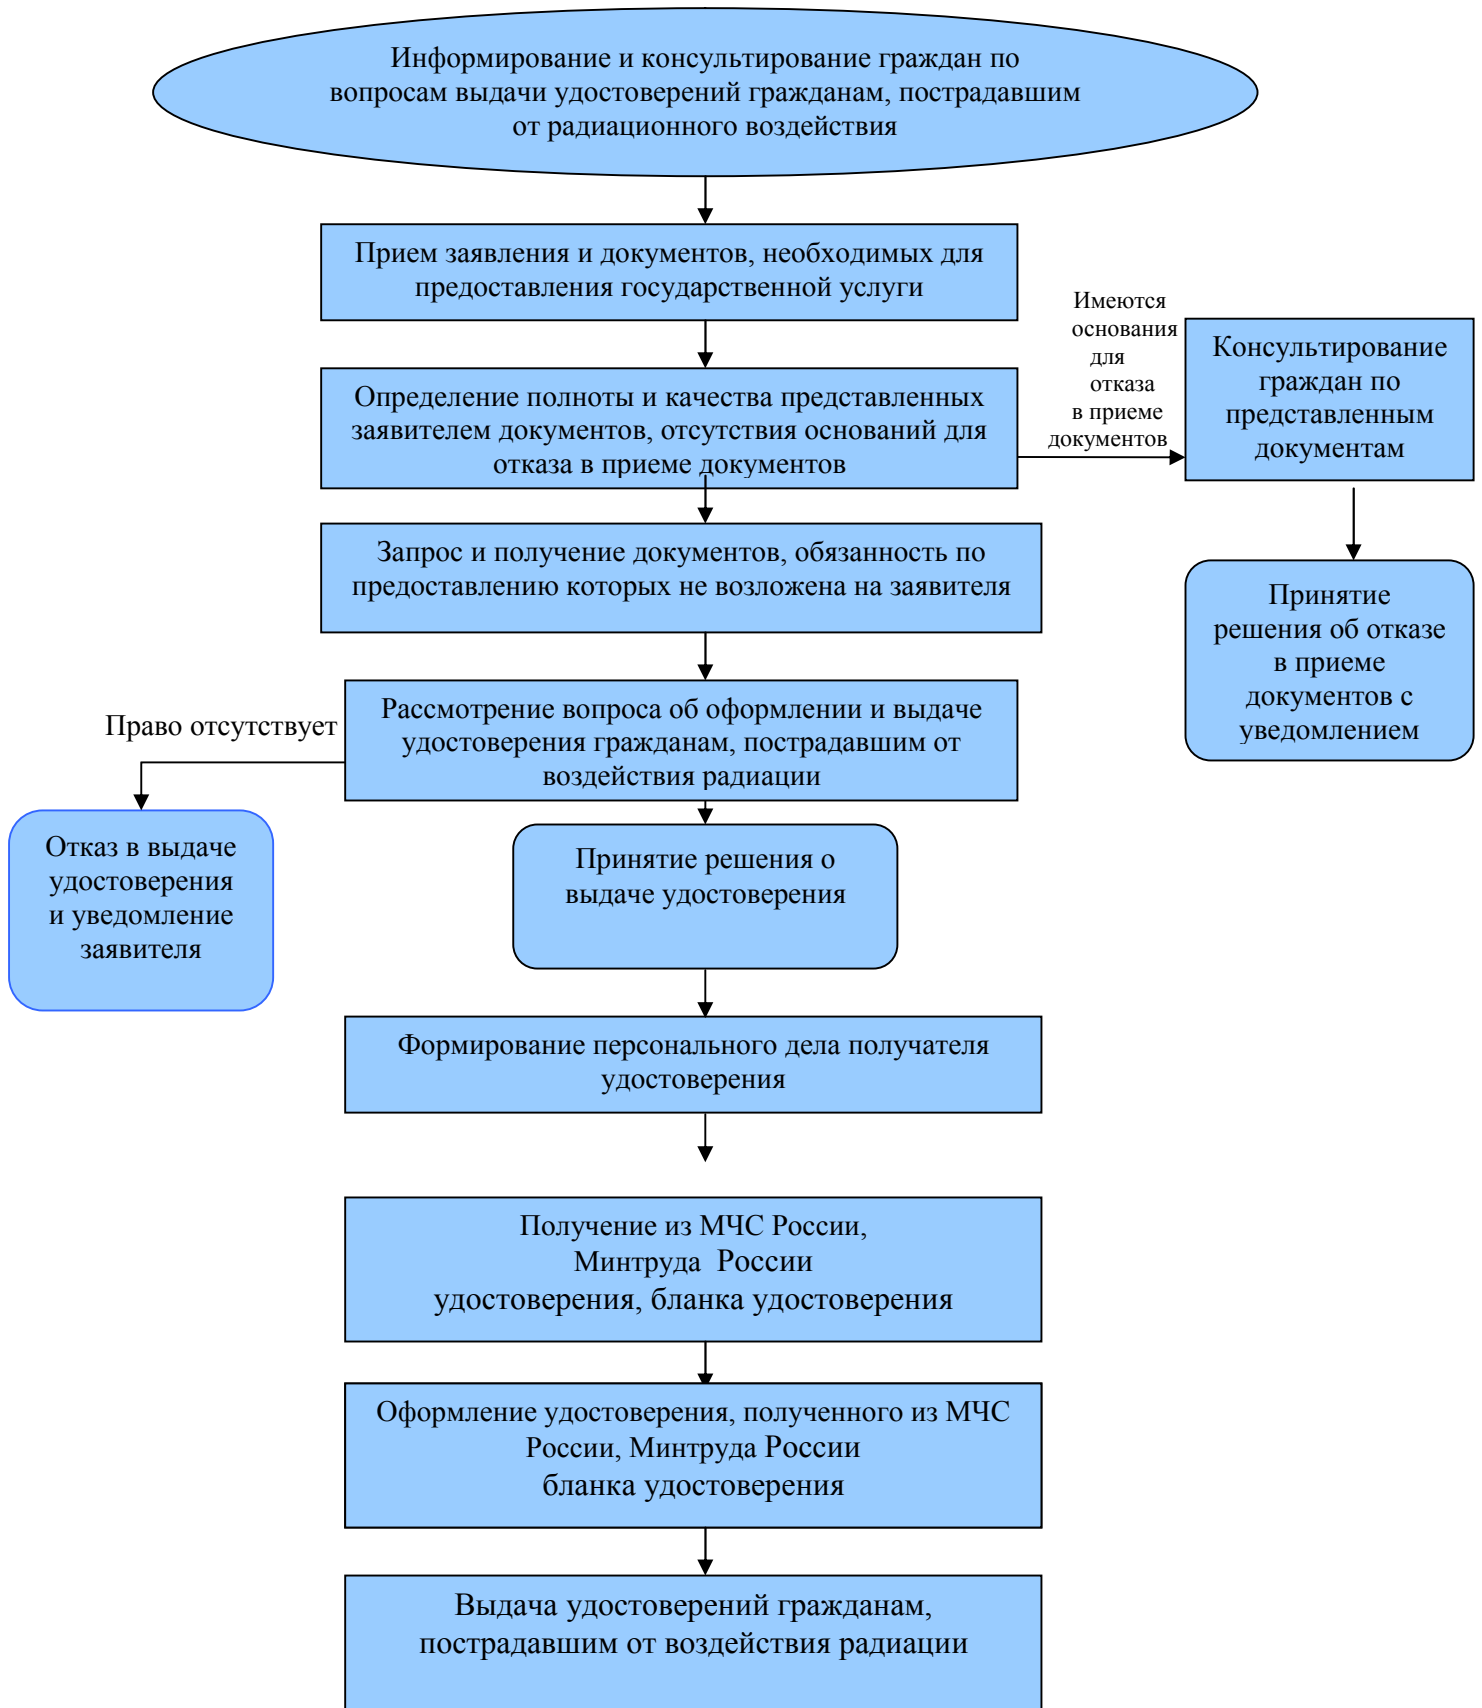 Информирование и консультирование граждан по
вопросам выдачи удостоверений гражданам, пострадавшим
от радиационного воздействия
Прием заявления и документов, необходимых для
предоставления государственной услуги
Имеются
основания
для
отказа
в приеме
документов
Определение полноты и качества представленных
заявителем документов, отсутствия оснований для
отказа в приеме документов
Консультирование
граждан по
представленным
документам
Запрос и получение документов, обязанность по
предоставлению которых не возложена на заявителя
Принятие
решения об отказе
в приеме
документов с
уведомлением
Право отсутствует
Рассмотрение вопроса об оформлении и выдаче
удостоверения гражданам, пострадавшим от
воздействия радиации
Отказ в выдаче
удостоверения
и уведомление
заявителя
Принятие решения о
выдаче удостоверения
Формирование персонального дела получателя
удостоверения
Получение из МЧС России,
Минтруда  России
удостоверения, бланка удостоверения
Оформление удостоверения, полученного из МЧС
России, Минтруда России
бланка удостоверения
Выдача удостоверений гражданам,
пострадавшим от воздействия радиации